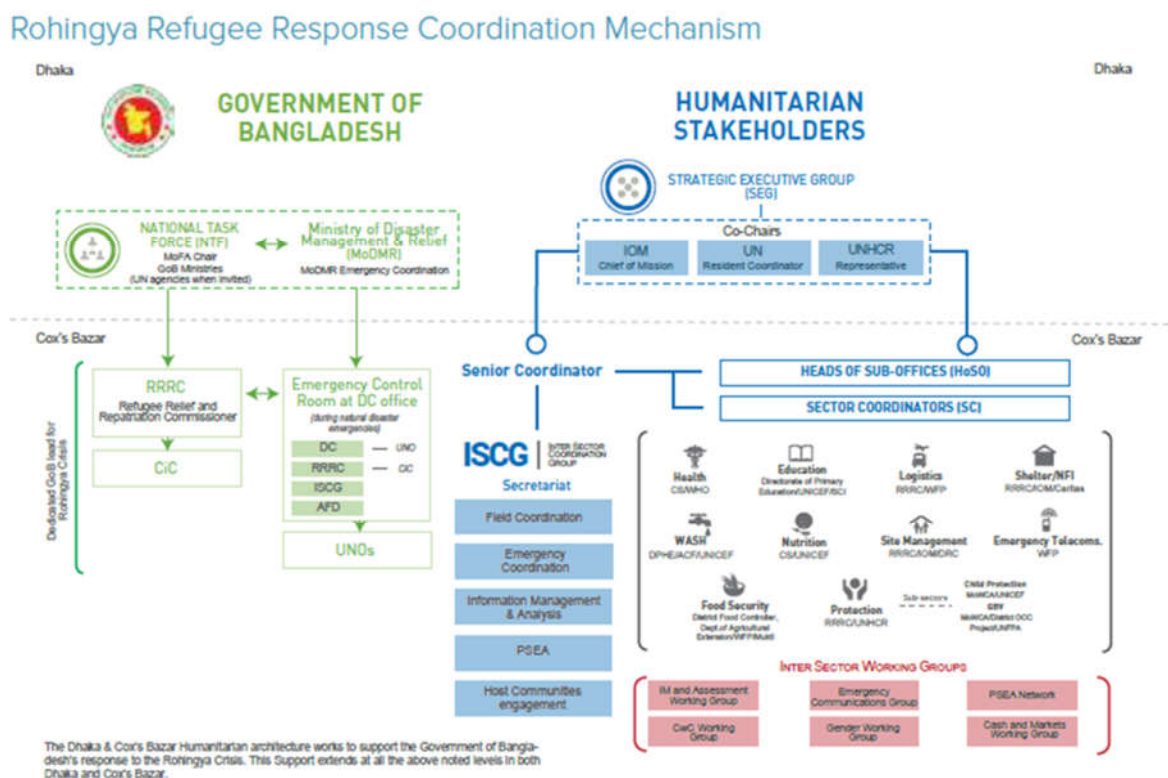 Rohingya Refugee Response Coordination Mechanism
Dhaka
Dhaka
GOVERNMENT OF
BANGLADESH
HUMANITARIAN
STAKEHOLDERS
STRATEGIC EXECUTIVE GROUP
(SEG)
NATIONAL TASK
FORCE (NTF)
MoFA Chair
GoB Ministries
(UN agencies when invited)
Ministry of Disaster
Management & Relief
(MoDMR)
MoDMR Emergency Coordination
Co-Chairs
IOM
Chief of Mission
UN
Resident Coordinator
UNHCR
Representative
Cox's Bazar
Cox's Bazar
Dedicated GoB lead for
Rohingya Crisis
RRRC
Refugee Relief and
Repatriation Commissioner
CiC
Emergency Control
Room at DC office
(during natural disaster
emergencies)
DC
UNO
RRRC
CiC
ISCG
AFD
UNOs
Senior Coordinator
HEADS OF SUB-OFFICES (HoSO)
SECTOR COORDINATORS (SC)
ISCG
INTER SECTOR
COORDINATION
GROUP
Secretariat
Field Coordination
Emergency
Coordination
Information Management
& Analysis
PSEA
Host Communities
engagement
Health
CS/WHO
Education
Directorate of Primary
Education/UNICEF/SCI
Logistics
RRRC/WFP
Shelter/NFI
RRRC/IOM/Caritas
WASH
DPHE/ACF/UNICEF
Nutrition
CS/UNICEF
Site Management
RRRC/IOM/DRC
Emergency Telecoms.
WFP
Food Security
District Food Controller,
Dept of Agricultural
Extension/WFP/Multi
Protection
RRRC/UNHCR
Sub-sectors
Child Protection
MoWCA/UNICEF
GBV
MoWCA/District OCC
Project/UNFPA
INTER SECTOR WORKING GROUPS
IM and Assessment
Working Group
Emergency
Communications Group
PSEA Network
CwC Working
Group
Gender Working
Group
Cash and Markets
Working Group
The Dhaka & Cox's Bazar Humanitarian architecture works to support the Government of Bangla-
desh's response to the Rohingya Crisis. This Support extends at all the above noted levels in both
Dhaka and Cox's Bazar.